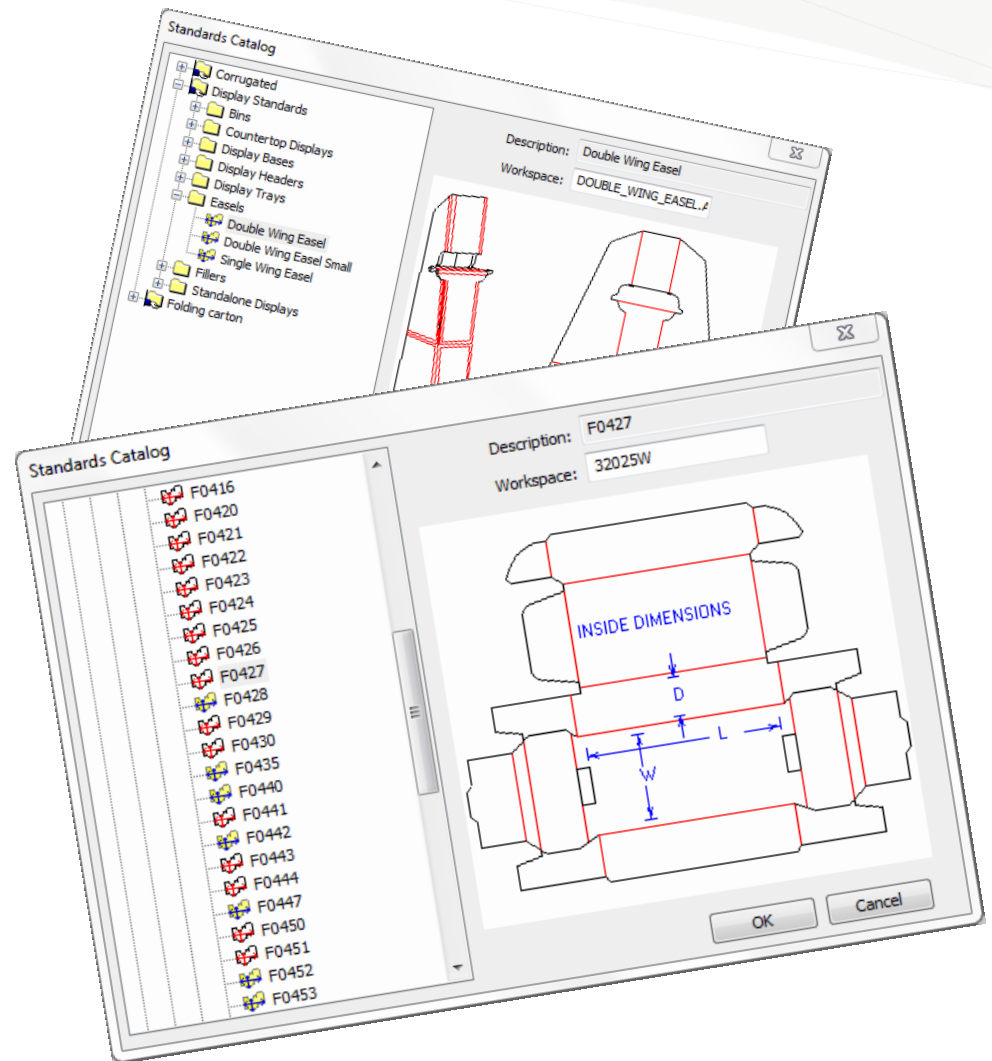 Standards Catalog
Corrugated
Display Standards
Bins
Countertop Displays
Display Bases
Display Headers
Display Trays
Easels
Double Wing Easel
Double Wing Easel Small
Single Wing Easel
Fillers
Standalone Displays
Folding carton
Description: Double Wing Easel
Workspace: DOUBLE_WING_EASEL.A
Standards Catalog
F0416
F0420
F0421
F0422
F0423
F0424
F0425
F0426
F0427
F0428
F0429
F0430
F0435
F0440
F0441
F0442
F0443
F0444
F0447
F0450
F0451
F0452
F0453
Description: F0427
Workspace: 32025W
INSIDE DIMENSIONS
D
L
W
OK Cancel